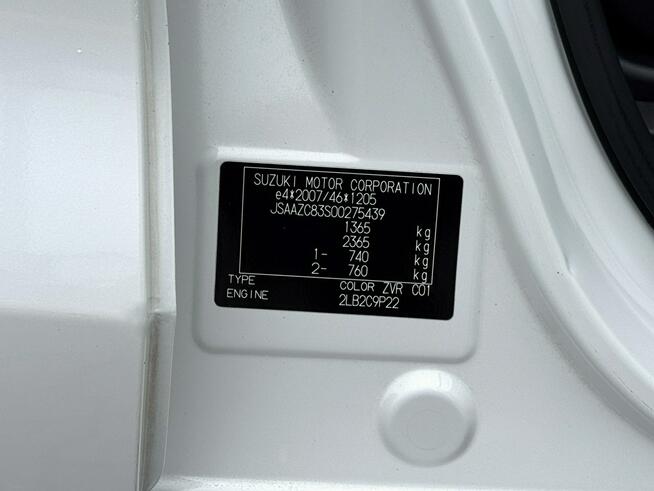 SUZUKI MOTOR CORPORATION
e4*2007/46*1205
JSAAZC83S00275439
1365 kg
2365 kg
1- 740 kg
2- 760 kg
TYPE COLOR ZVR C01
ENGINE 2LB2C9P22